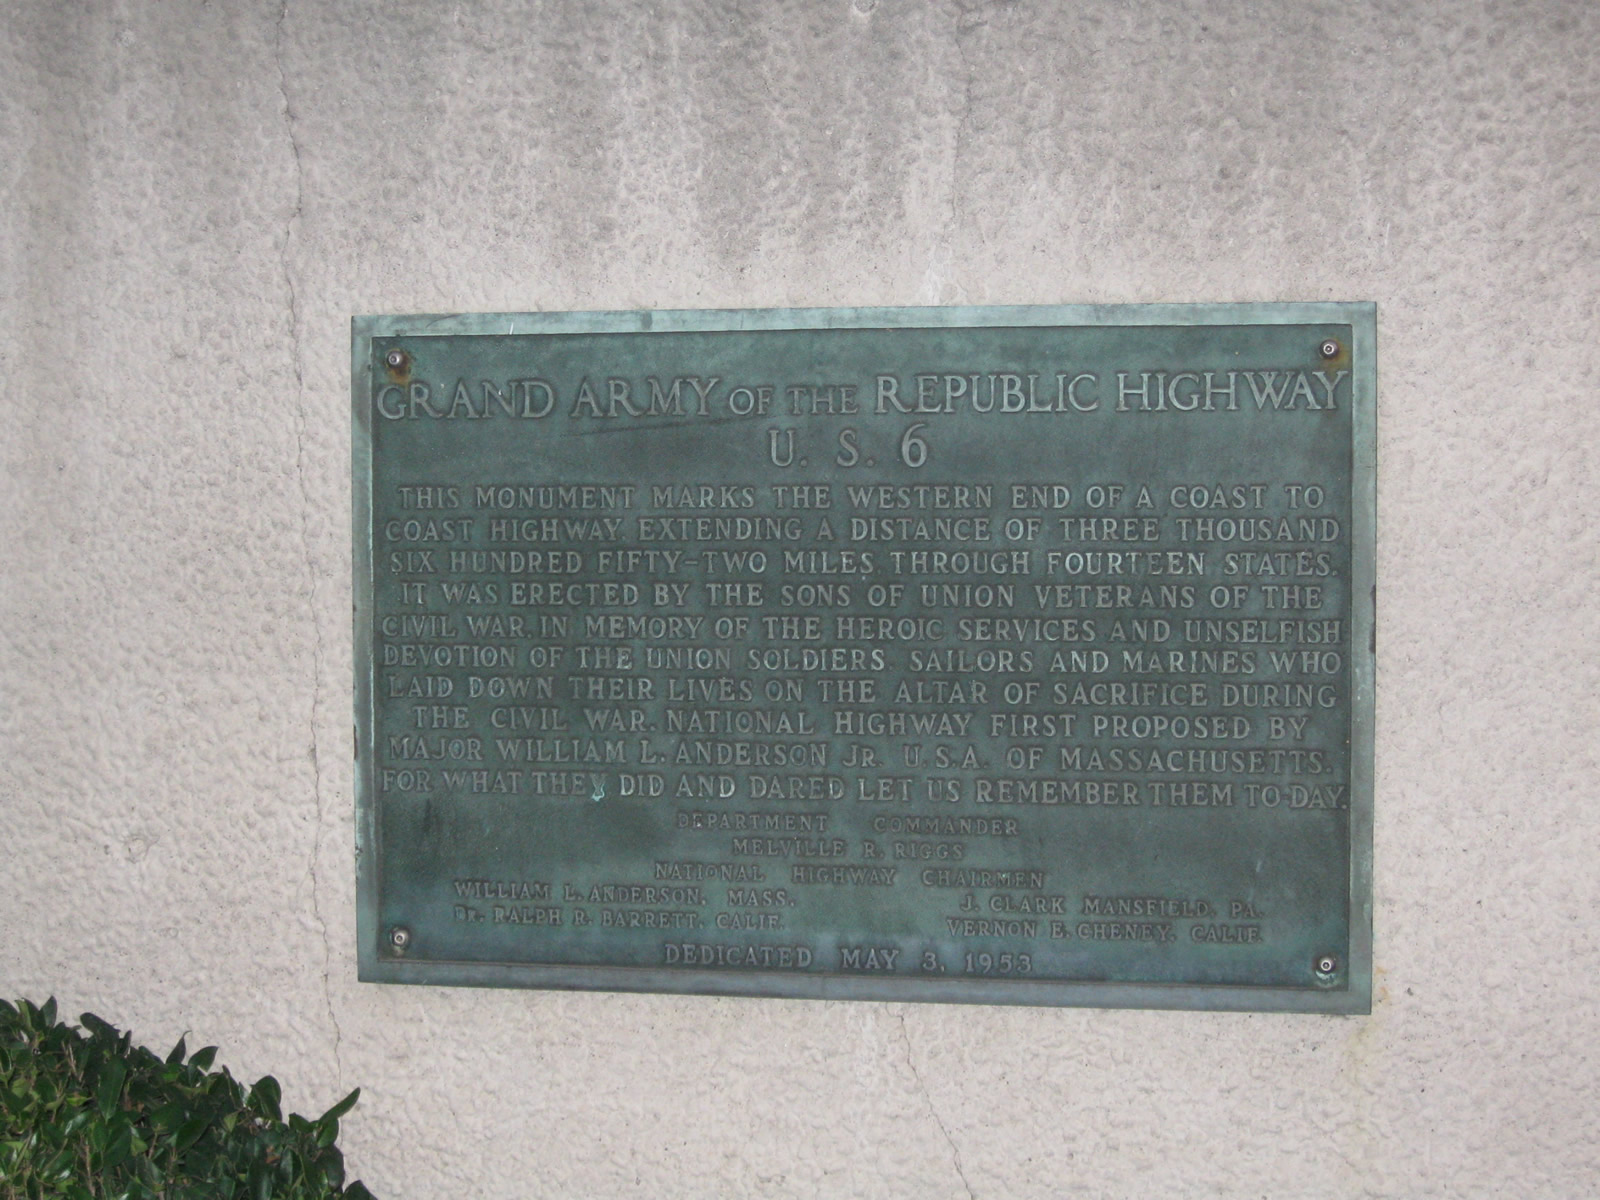 GRAND ARMY OF THE REPUBLIC HIGHWAY
U. S. 6
THIS MONUMENT MARKS THE WESTERN END OF A COAST TO
COAST HIGHWAY, EXTENDING A DISTANCE OF THREE THOUSAND
SIX HUNDRED FIFTY-TWO MILES, THROUGH FOURTEEN STATES.
IT WAS ERECTED BY THE SONS OF UNION VETERANS OF THE
CIVIL WAR, IN MEMORY OF THE HEROIC SERVICES AND UNSELFISH
DEVOTION OF THE UNION SOLDIERS, SAILORS AND MARINES WHO
LAID DOWN THEIR LIVES ON THE ALTAR OF SACRIFICE DURING
THE CIVIL WAR. NATIONAL HIGHWAY FIRST PROPOSED BY
MAJOR WILLIAM L. ANDERSON JR. U.S.A. OF MASSACHUSETTS.
FOR WHAT THEY DID AND DARED LET US REMEMBER THEM TO-DAY.
DEPARTMENT COMMANDER
MELVILLE R. RIGGS
NATIONAL HIGHWAY CHAIRMEN
WILLIAM L. ANDERSON, MASS. J. CLARK MANSFIELD, PA.
DR. RALPH R. BARRETT, CALIF. VERNON E. CHENEY, CALIF.
DEDICATED MAY 3, 1953